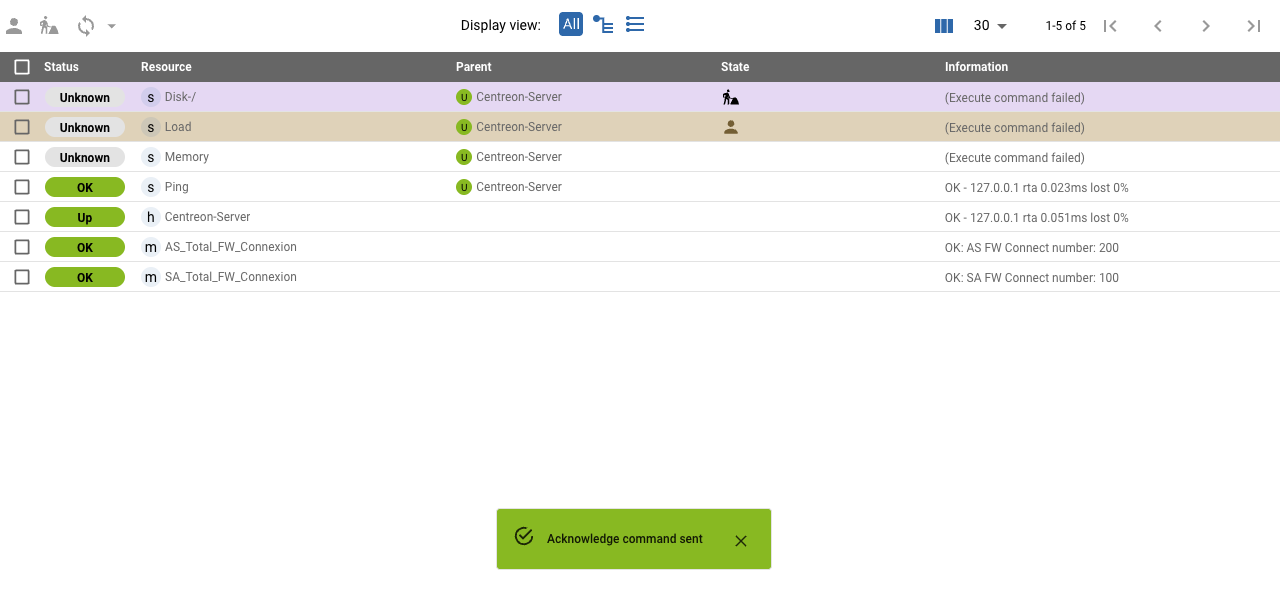 Display view: All 30 1-5 of 5
Status Resource Parent State Information
Unknown s Disk-/ U Centreon-Server (Execute command failed)
Unknown s Load U Centreon-Server (Execute command failed)
Unknown s Memory U Centreon-Server (Execute command failed)
OK s Ping U Centreon-Server OK - 127.0.0.1 rta 0.023ms lost 0%
Up h Centreon-Server OK - 127.0.0.1 rta 0.051ms lost 0%
OK m AS_Total_FW_Connexion OK: AS FW Connect number: 200
OK m SA_Total_FW_Connexion OK: SA FW Connect number: 100
Acknowledge command sent